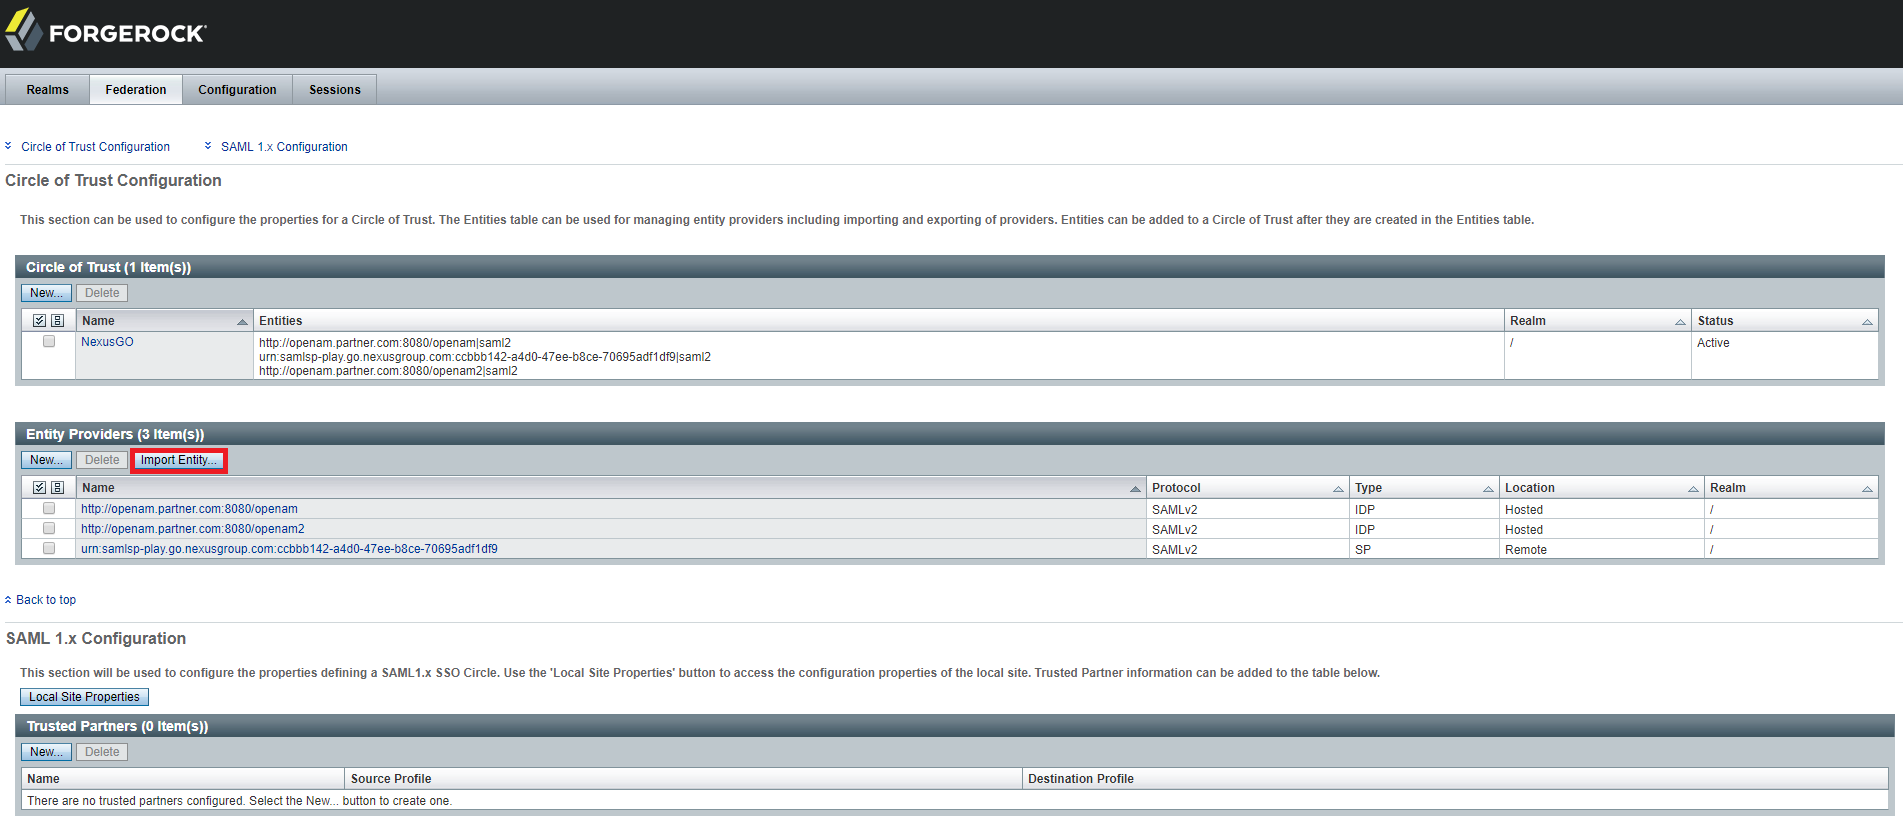 FORGEROCK
Realms Federation Configuration Sessions
Circle of Trust Configuration SAML 1.x Configuration
Circle of Trust Configuration
This section can be used to configure the properties for a Circle of Trust. The Entities table can be used for managing entity providers including importing and exporting of providers. Entities can be added to a Circle of Trust after they are created in the Entities table.
Circle of Trust (1 Item(s))
New... Delete
Name Entities Realm Status
NexusGO http://openam.partner.com:8080/openam|saml2 / Active
urn:samlsp-play.go.nexusgroup.com:ccbbb142-a4d0-47ee-b8ce-70695adf1df9|saml2
http://openam.partner.com:8080/openam2|saml2
Entity Providers (3 Item(s))
New... Delete Import Entity...
Name Protocol Type Location Realm
http://openam.partner.com:8080/openam SAMLv2 IDP Hosted /
http://openam.partner.com:8080/openam2 SAMLv2 IDP Hosted /
urn:samlsp-play.go.nexusgroup.com:ccbbb142-a4d0-47ee-b8ce-70695adf1df9 SAMLv2 SP Remote /
Back to top
SAML 1.x Configuration
This section will be used to configure the properties defining a SAML1.x SSO Circle. Use the 'Local Site Properties' button to access the configuration properties of the local site. Trusted Partner information can be added to the table below.
Local Site Properties
Trusted Partners (0 Item(s))
New... Delete
Name Source Profile Destination Profile
There are no trusted partners configured. Select the New... button to create one.